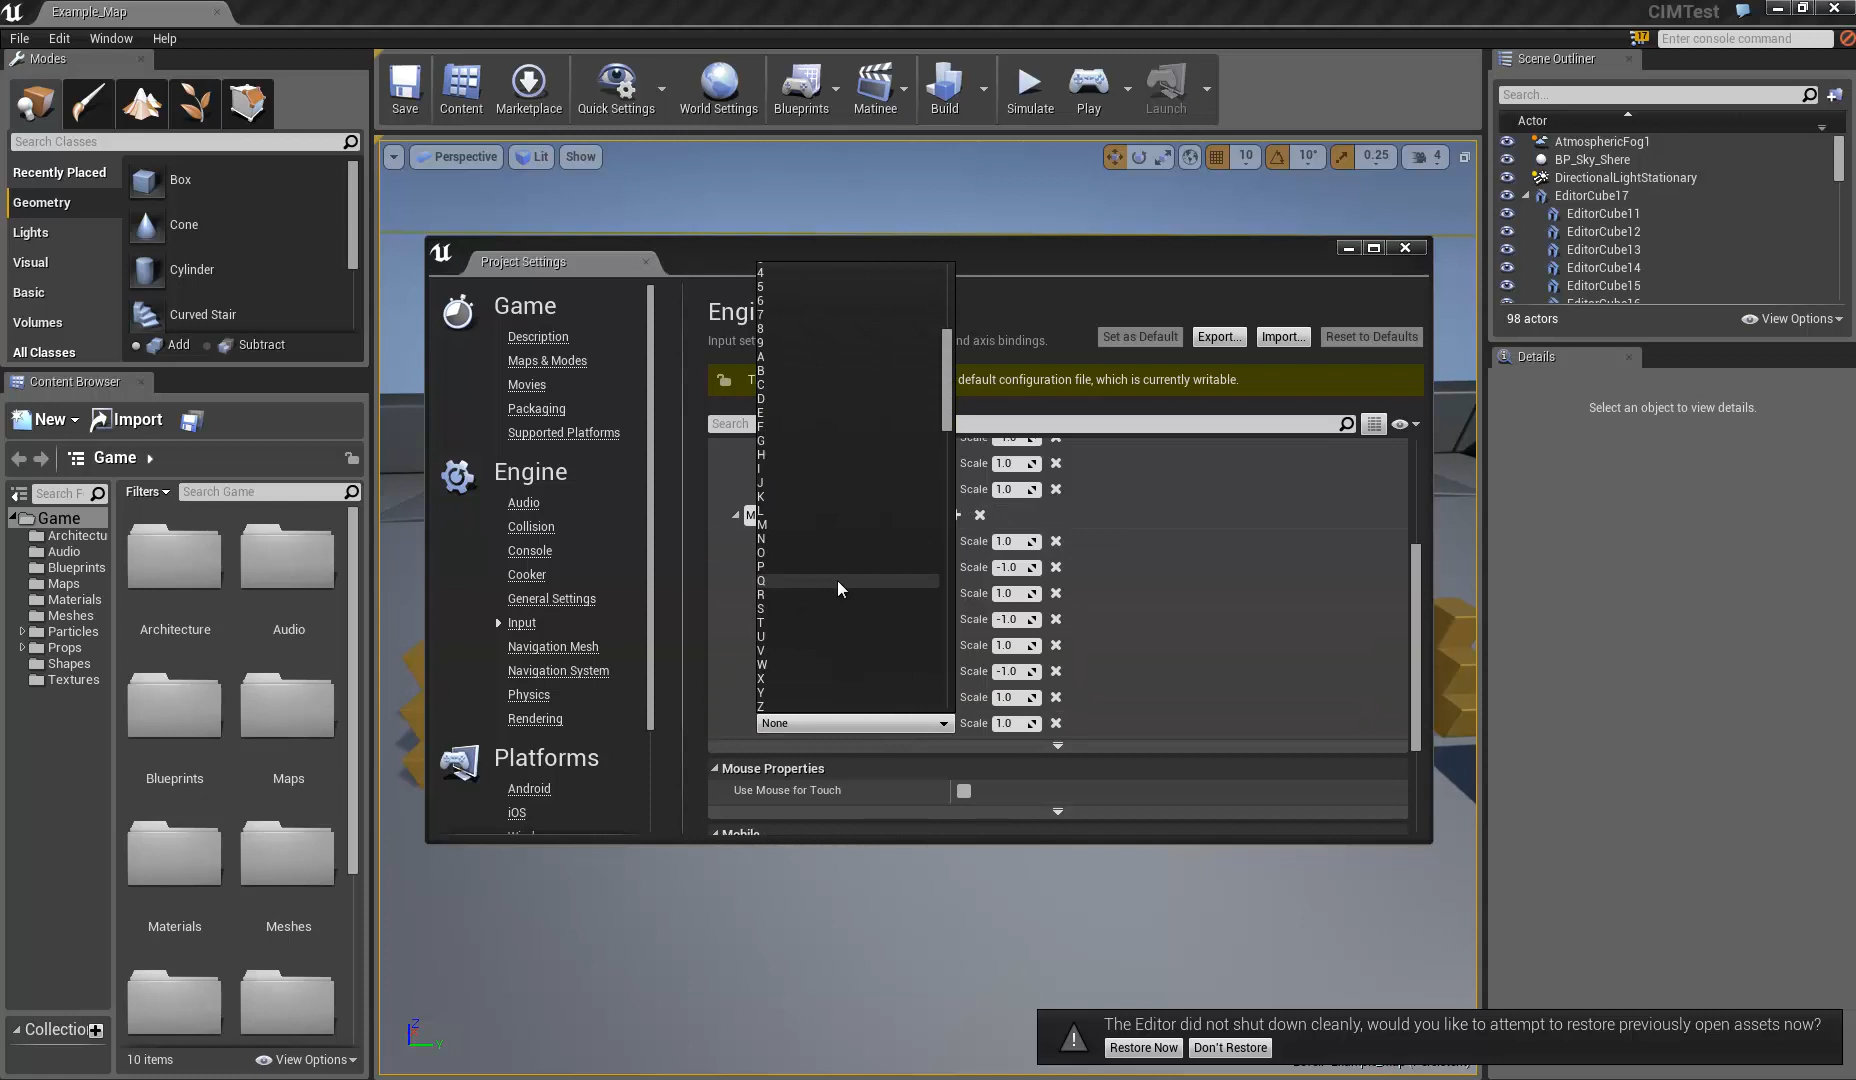 Example_Map
CIMTest
File Edit Window Help
17
Enter console command
Modes
Search Classes
Recently Placed
Geometry
Lights
Visual
Basic
Volumes
All Classes
Box
Cone
Cylinder
Curved Stair
Add Subtract
Save
Content
Marketplace
Quick Settings
World Settings
Blueprints
Matinee
Build
Simulate
Play
Launch
Perspective Lit Show
10 10° 0.25 4
Scene Outliner
Search...
Actor
AtmosphericFog1
BP_Sky_Shere
DirectionalLightStationary
EditorCube17
EditorCube11
EditorCube12
EditorCube13
EditorCube14
EditorCube15
EditorCube16
98 actors View Options
Details
Select an object to view details.
Content Browser
New Import
Game
Search F
Filters Search Game
Game
Architectu
Audio
Blueprints
Maps
Materials
Meshes
Particles
Props
Shapes
Textures
Architecture Audio
Blueprints Maps
Materials Meshes
Collectio
10 items View Options
Project Settings
Game
Description
Maps & Modes
Movies
Packaging
Supported Platforms
Engine
Audio
Collision
Console
Cooker
General Settings
Input
Navigation Mesh
Navigation System
Physics
Rendering
Platforms
Android
iOS
Engi
Input set nd axis bindings.
Set as Default Export... Import... Reset to Defaults
T default configuration file, which is currently writable.
Search
4
5
6
7
8
9
A
B
C
D
E
F
G
H
I
J
K
L
M
N
O
P
Q
R
S
T
U
V
W
X
Y
Z
None
Scale -1.0
Scale 1.0
Scale 1.0
M
Scale 1.0
Scale -1.0
Scale 1.0
Scale -1.0
Scale 1.0
Scale -1.0
Scale 1.0
Scale 1.0
Mouse Properties
Use Mouse for Touch
Mobile
Z
Y
The Editor did not shut down cleanly, would you like to attempt to restore previously open assets now?
Restore Now Don't Restore